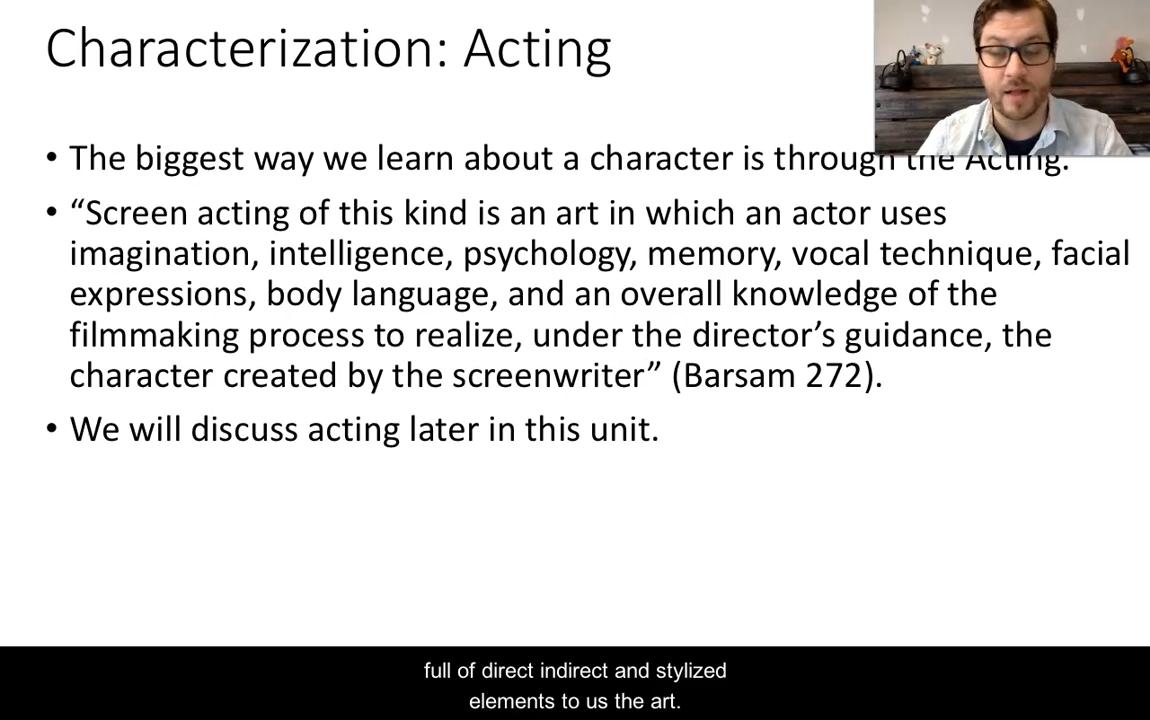 Characterization: Acting
• The biggest way we learn about a character is through the Acting.
• “Screen acting of this kind is an art in which an actor uses
imagination, intelligence, psychology, memory, vocal technique, facial
expressions, body language, and an overall knowledge of the
filmmaking process to realize, under the director’s guidance, the
character created by the screenwriter” (Barsam 272).
• We will discuss acting later in this unit.
full of direct indirect and stylized
elements to us the art.